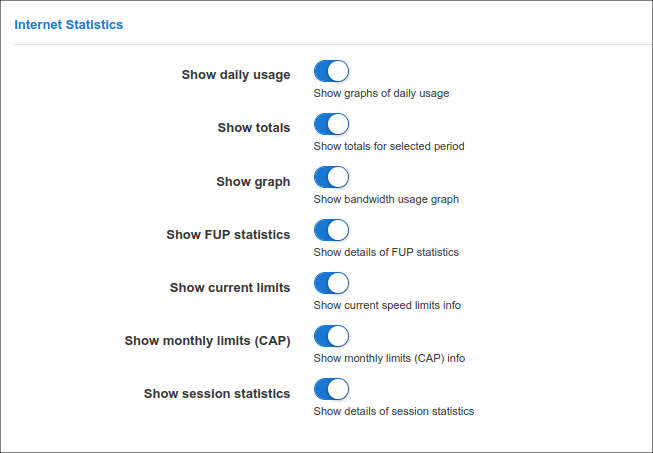 Internet Statistics
Show daily usage
Show graphs of daily usage
Show totals
Show totals for selected period
Show graph
Show bandwidth usage graph
Show FUP statistics
Show details of FUP statistics
Show current limits
Show current speed limits info
Show monthly limits (CAP)
Show monthly limits (CAP) info
Show session statistics
Show details of session statistics